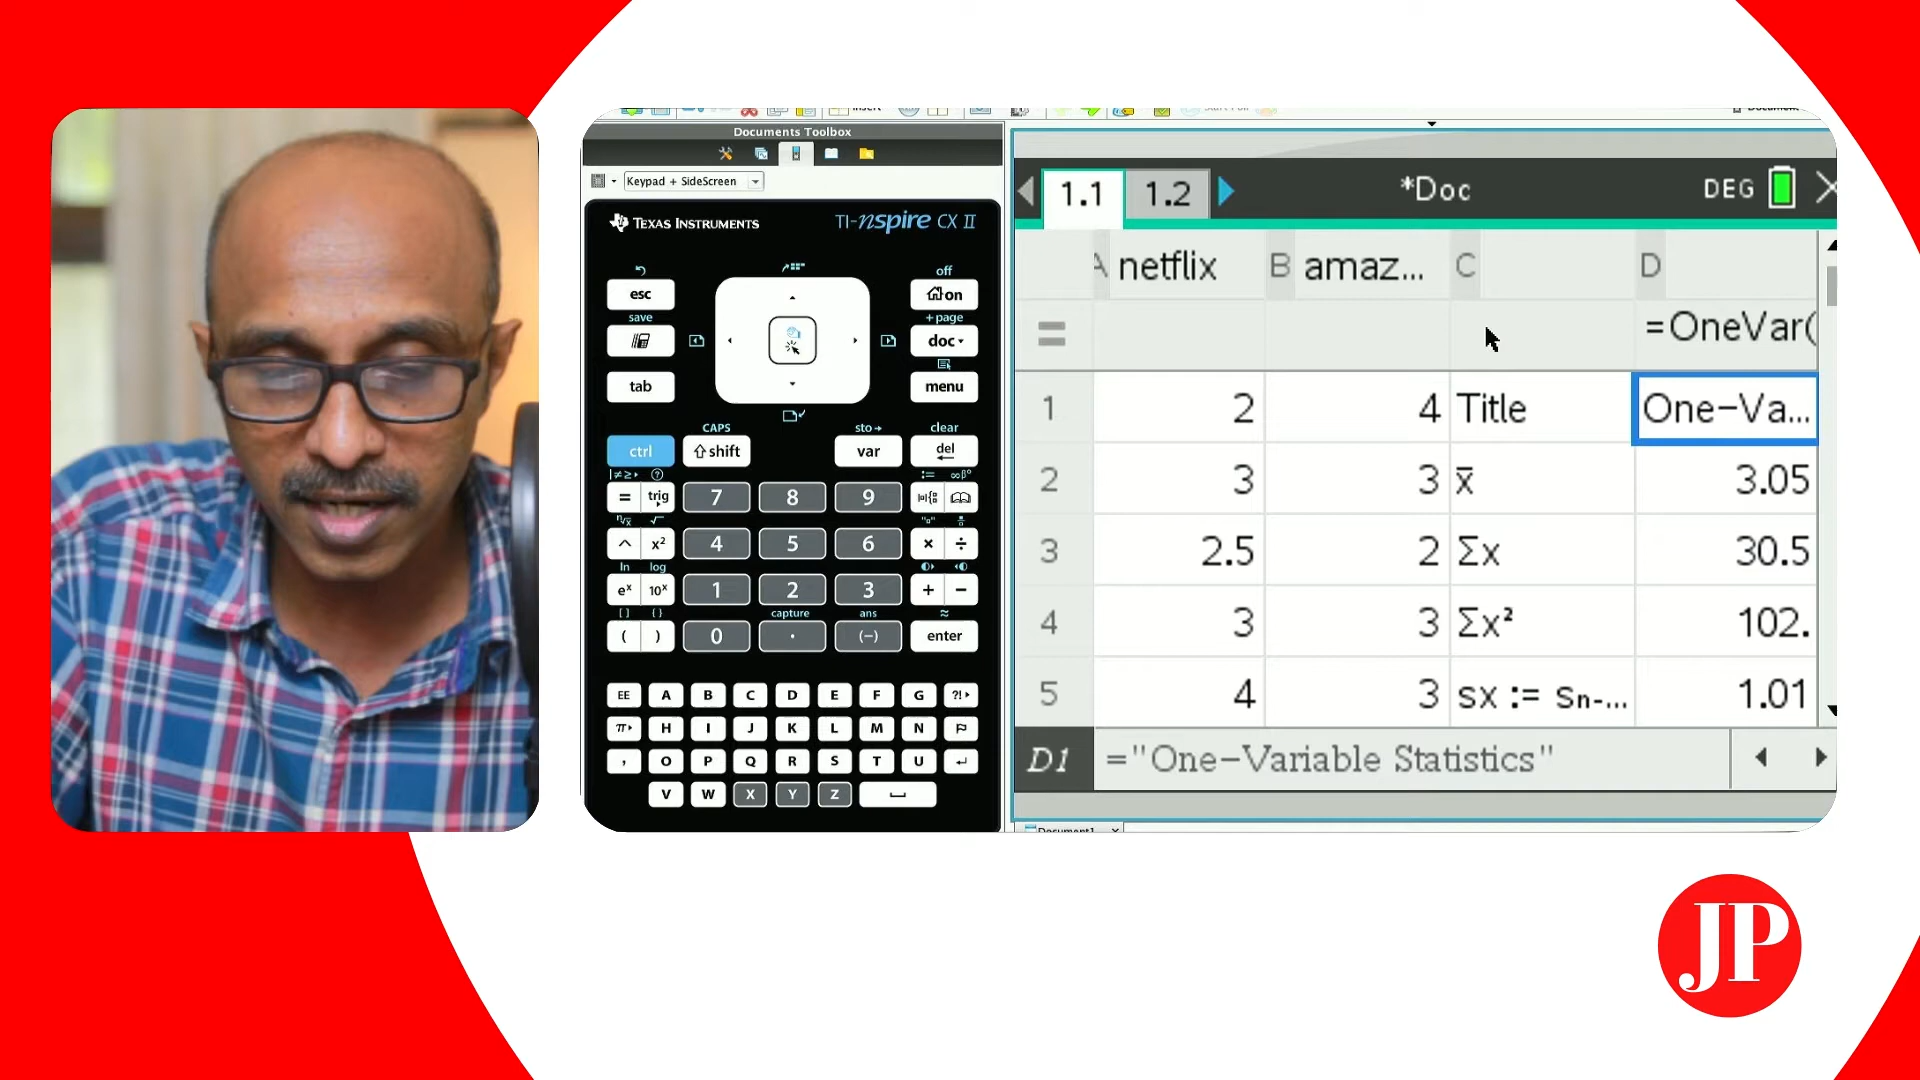 Documents Toolbox
Keypad + SideScreen
TEXAS INSTRUMENTS
TI-nspire CX II
off
esc
on
save
+ page
doc
tab
menu
CAPS
sto→
clear
ctrl
⇧shift
var
del
|≠≥▸
:=
∞β°
=
trig
7
8
9
|□|{
ⁿ√x
√
"□"
^
x²
4
5
6
×
÷
ln
log
eˣ
10ˣ
1
2
3
+
−
[ ]
{ }
capture
ans
≈
(
)
0
.
(−)
enter
EE
A
B
C
D
E
F
G
?!▸
π▸
H
I
J
K
L
M
N
,
O
P
Q
R
S
T
U
V
W
X
Y
Z
1.1
1.2
*Doc
DEG
A netflix
B amaz...
C
D
=
=OneVar(
1 2 4 Title One−Va...
2 3 3 x̄ 3.05
3 2.5 2 Σx 30.5
4 3 3 Σx² 102.
5 4 3 sx := sn-... 1.01
D1 ="One−Variable Statistics"
JP